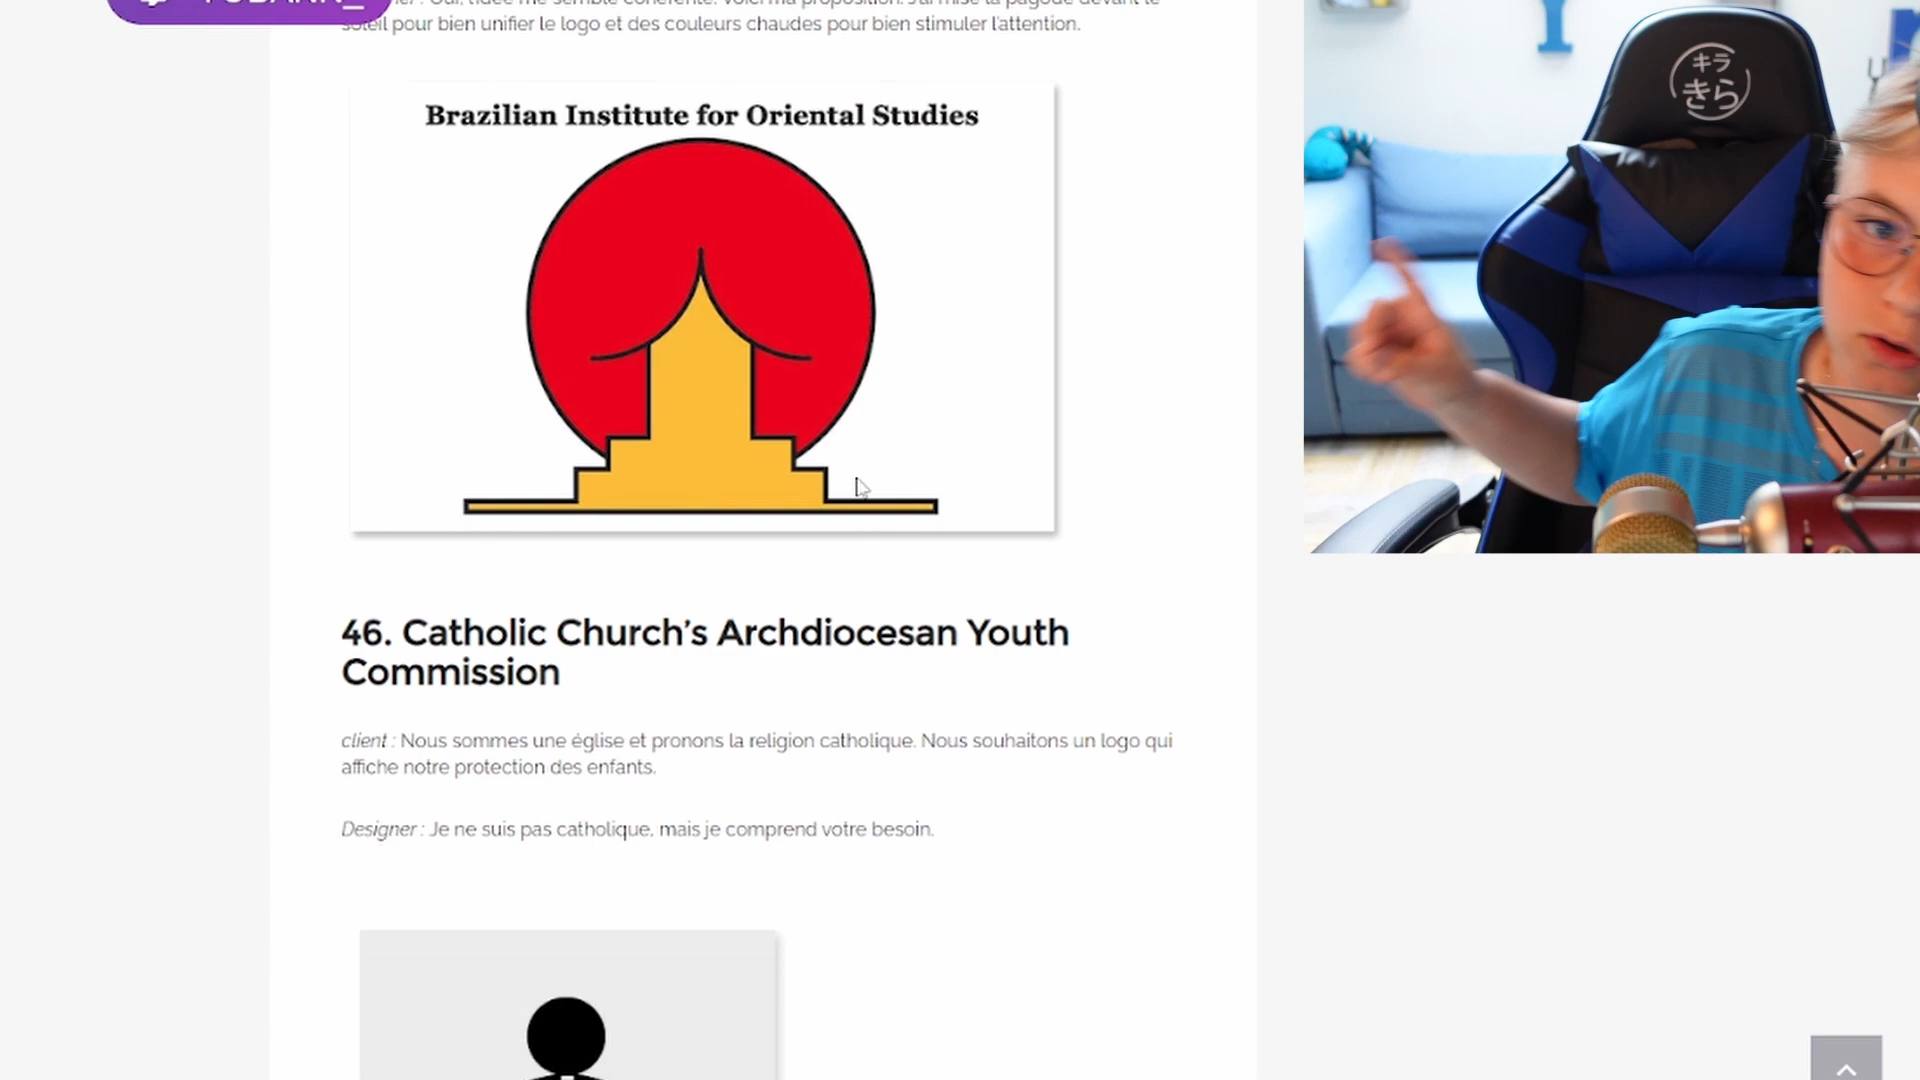 soleil pour bien unifier le logo et des couleurs chaudes pour bien stimuler l'attention.
Brazilian Institute for Oriental Studies
キラ
きら
46. Catholic Church's Archdiocesan Youth
Commission
client : Nous sommes une église et pronons la religion catholique. Nous souhaitons un logo qui
affiche notre protection des enfants.
Designer : Je ne suis pas catholique, mais je comprend votre besoin.